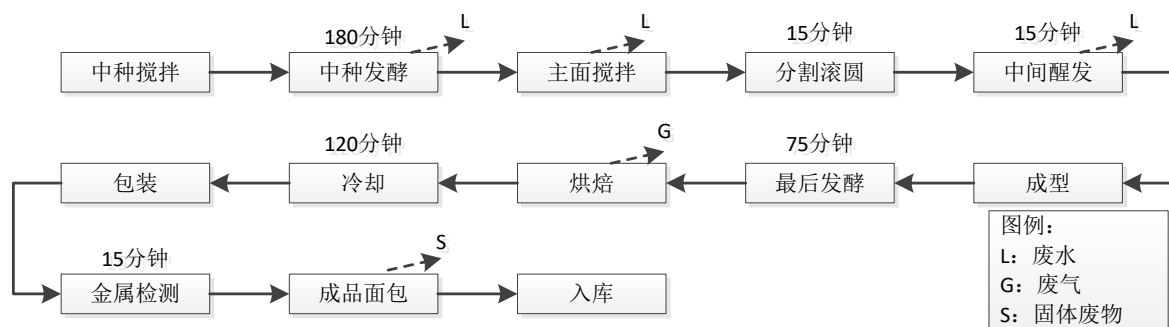 180分钟
L
L
15分钟
15分钟
L
中种搅拌
中种发酵
主面搅拌
分割滚圆
中间醒发
120分钟
G
75分钟
包装
冷却
烘焙
最后发酵
成型
15分钟
S
金属检测
成品面包
入库
图例：
L：废水
G：废气
S：固体废物